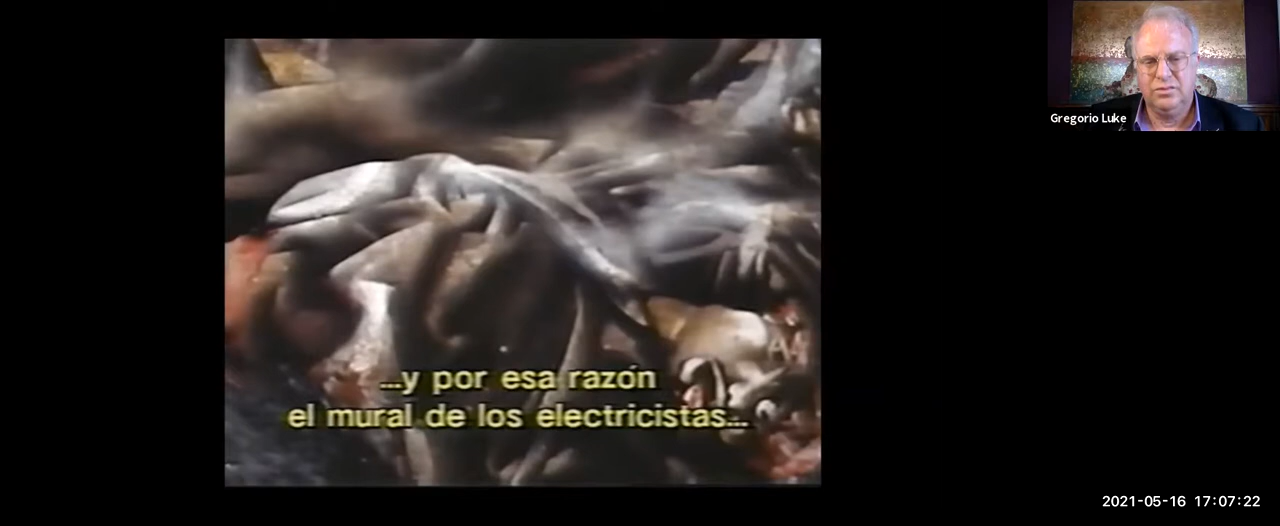 Gregorio Luke
...y por esa razón
el mural de los electricistas...
2021-05-16 17:07:22